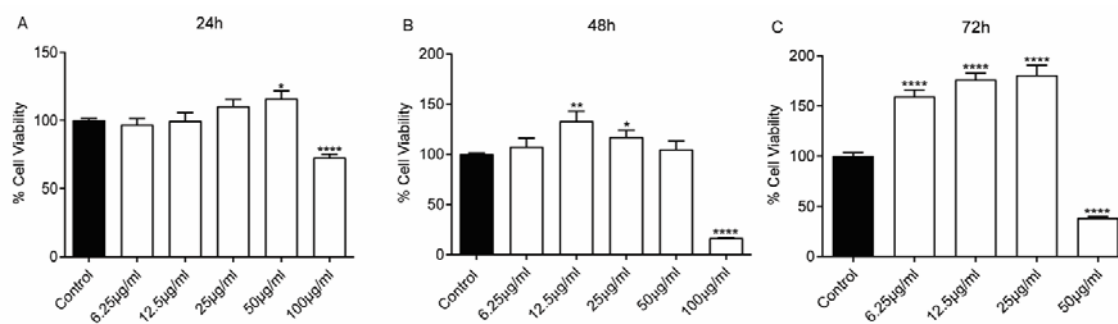 A
24h
% Cell Viability
150
100
50
0
*
****
Control
6.25µg/ml
12.5µg/ml
25µg/ml
50µg/ml
100µg/ml
B
48h
% Cell Viability
200
150
100
50
0
**
*
****
Control
6.25µg/ml
12.5µg/ml
25µg/ml
50µg/ml
100µg/ml
C
72h
% Cell Viability
200
150
100
50
0
****
****
****
****
Control
6.25µg/ml
12.5µg/ml
25µg/ml
50µg/ml